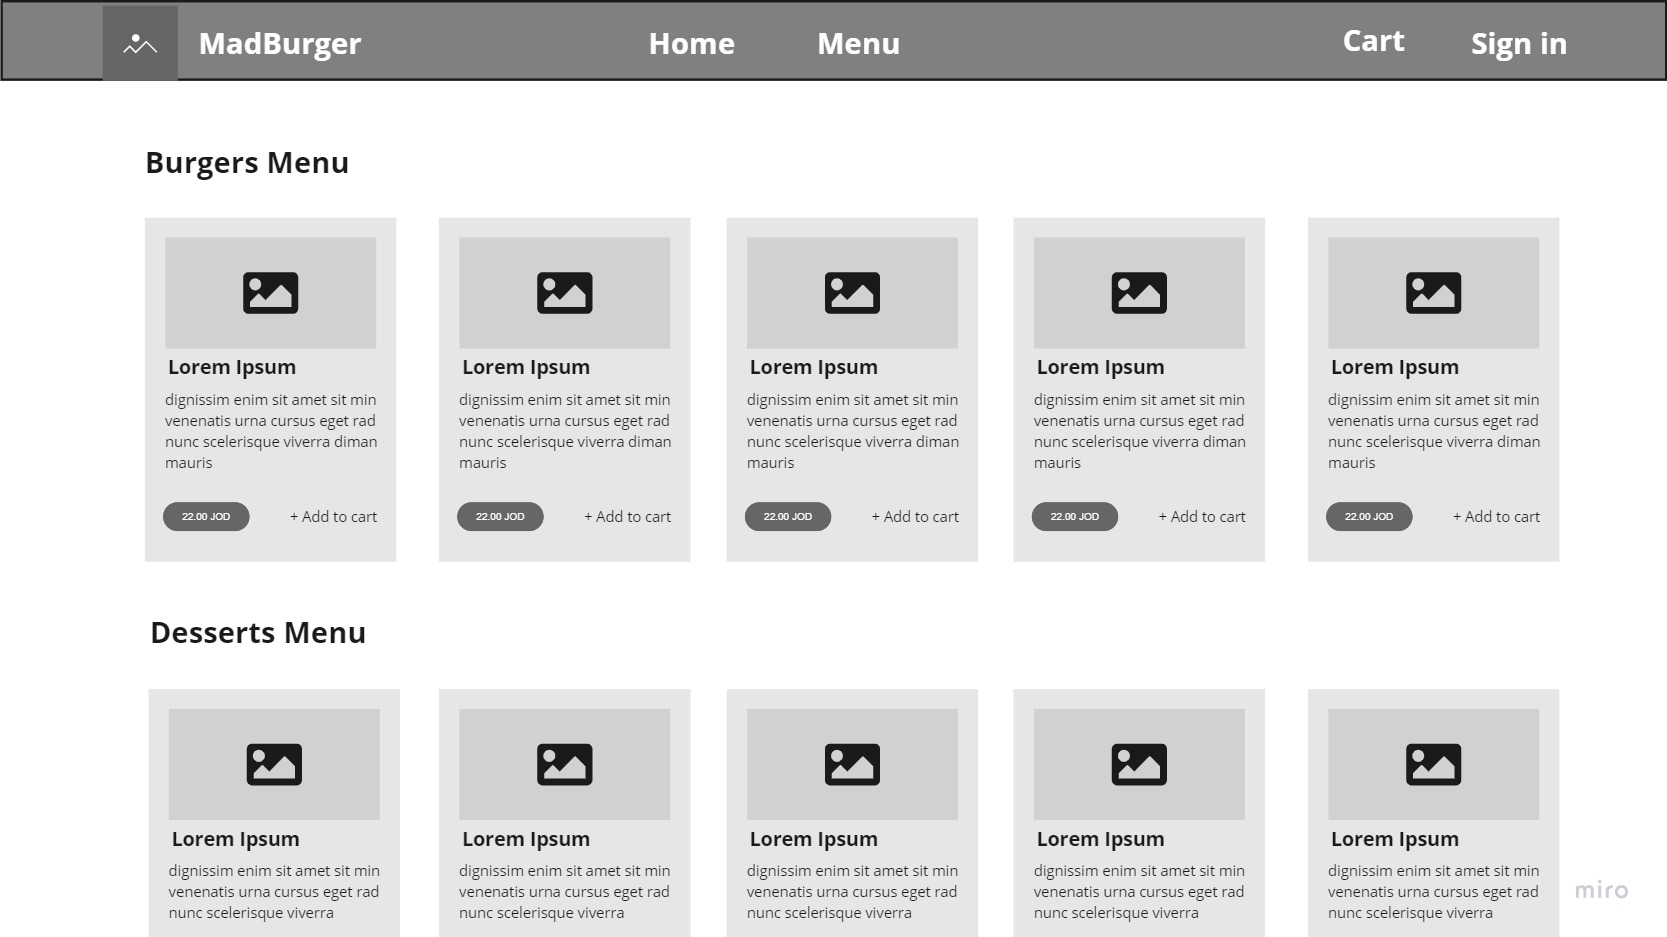 MadBurger
Home
Menu
Cart
Sign in
Burgers Menu
Lorem Ipsum
dignissim enim sit amet sit min
venenatis urna cursus eget rad
nunc scelerisque viverra diman
mauris
22.00 JOD
+ Add to cart
Lorem Ipsum
dignissim enim sit amet sit min
venenatis urna cursus eget rad
nunc scelerisque viverra diman
mauris
22.00 JOD
+ Add to cart
Lorem Ipsum
dignissim enim sit amet sit min
venenatis urna cursus eget rad
nunc scelerisque viverra diman
mauris
22.00 JOD
+ Add to cart
Lorem Ipsum
dignissim enim sit amet sit min
venenatis urna cursus eget rad
nunc scelerisque viverra diman
mauris
22.00 JOD
+ Add to cart
Lorem Ipsum
dignissim enim sit amet sit min
venenatis urna cursus eget rad
nunc scelerisque viverra diman
mauris
22.00 JOD
+ Add to cart
Desserts Menu
Lorem Ipsum
dignissim enim sit amet sit min
venenatis urna cursus eget rad
nunc scelerisque viverra
Lorem Ipsum
dignissim enim sit amet sit min
venenatis urna cursus eget rad
nunc scelerisque viverra
Lorem Ipsum
dignissim enim sit amet sit min
venenatis urna cursus eget rad
nunc scelerisque viverra
Lorem Ipsum
dignissim enim sit amet sit min
venenatis urna cursus eget rad
nunc scelerisque viverra
Lorem Ipsum
dignissim enim sit amet sit min
venenatis urna cursus eget rad
nunc scelerisque viverra
miro